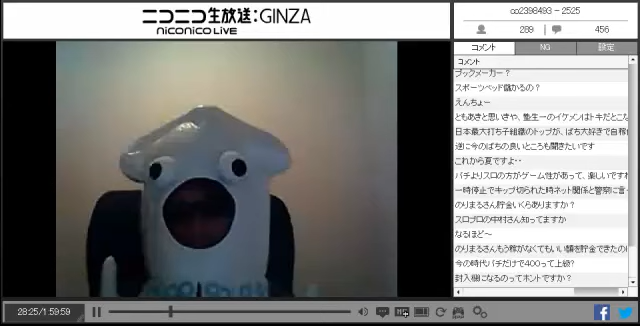 ニコニコ生放送:GINZA
niconico LIVE
co2398493 - 2525
289 | 456
コメント NG 設定
コメント
ブックメーカー？
スポーツベッド儲かるの？
えんちょー
ともあきと思いきや、塾生一のイケメンはトキだとこな
日本最大打ち子組織のトップが、ぱち大好きで自稼
逆に今のぱちの良いところも聞きたいです
これから夏ですよ・・
パチよりスロの方がゲーム性があって、楽しいですね
一時停止でキップ切られた時ネット関係と警察に言
のりまるさん貯金いくらありますか？
スロプロの中村さん知ってますか
なるほど～
のりまるさんもう稼がなくてもいい額を貯金できたの
今の時代パチだけで400って上級?
封入棚になるのってホントですか？
28:25/1:59:59